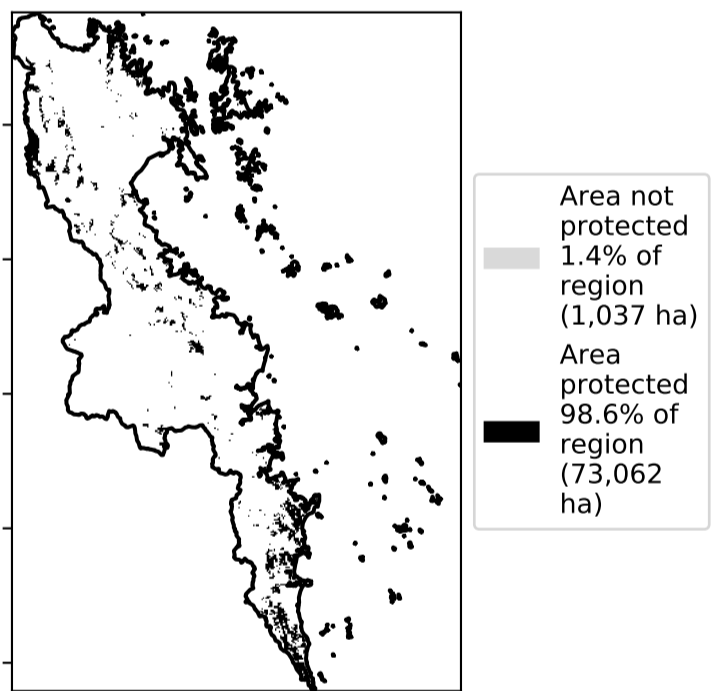 Area not
protected
1.4% of
region
(1,037 ha)
Area
protected
98.6% of
region
(73,062
ha)